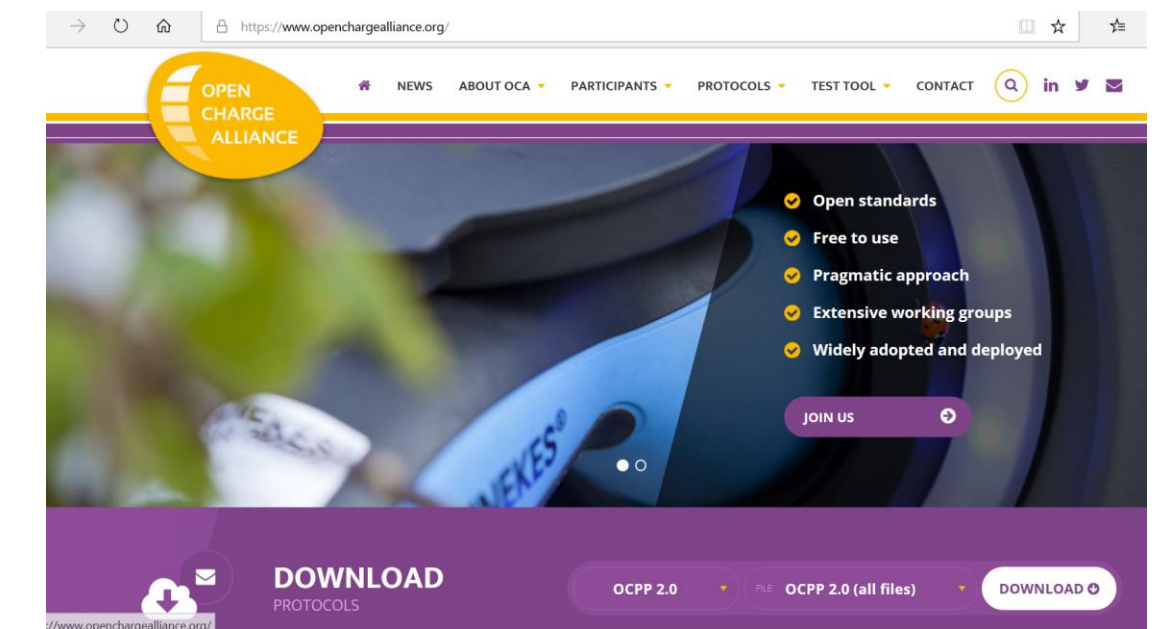 https://www.openchargealliance.org/
OPEN
CHARGE
ALLIANCE
NEWS
ABOUT OCA
PARTICIPANTS
PROTOCOLS
TEST TOOL
CONTACT
in
Open standards
Free to use
Pragmatic approach
Extensive working groups
Widely adopted and deployed
JOIN US
NEKES®
DOWNLOAD
PROTOCOLS
OCPP 2.0
FILE OCPP 2.0 (all files)
DOWNLOAD
//www.openchargealliance.org/